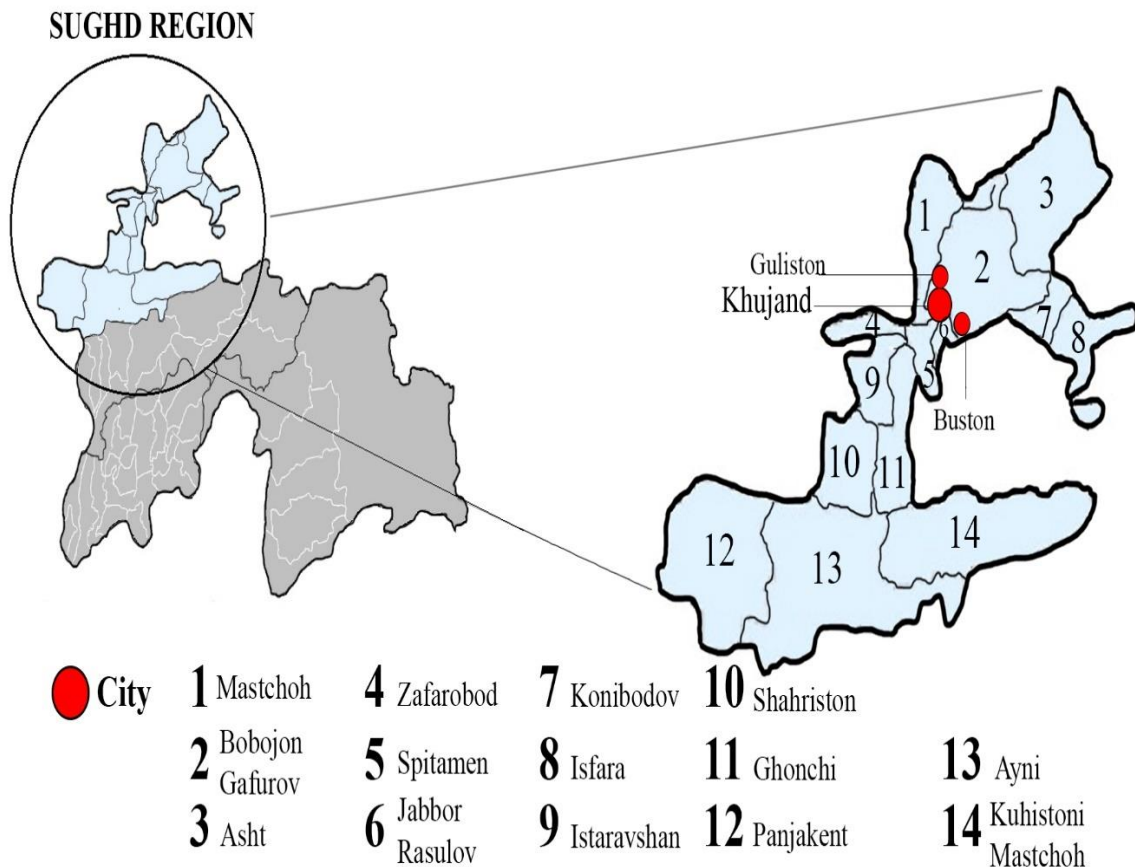 SUGHD REGION
3
1
2
Guliston
Khujand
4
6
7
8
9
5
Buston
10
11
12
13
14
City
1 Mastchoh
2 Bobojon
Gafurov
3 Asht
4 Zafarobod
5 Spitamen
6 Jabbor
Rasulov
7 Konibodov
8 Isfara
9 Istaravshan
10 Shahriston
11 Ghonchi
12 Panjakent
13 Ayni
14 Kuhistoni
Mastchoh